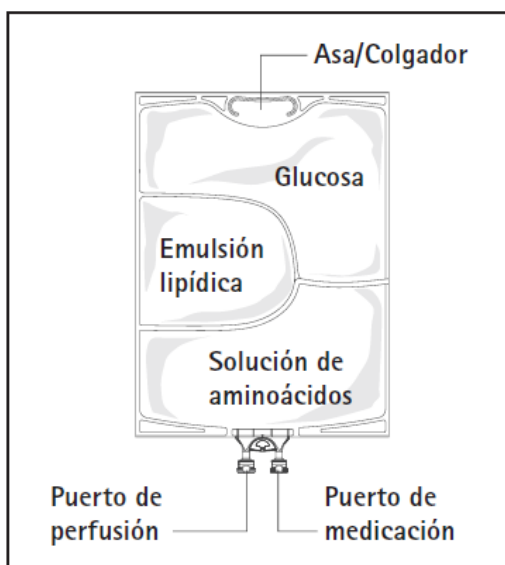 Asa/Colgador
Glucosa
Emulsión
lipídica
Solución de
aminoácidos
Puerto de
perfusión
Puerto de
medicación